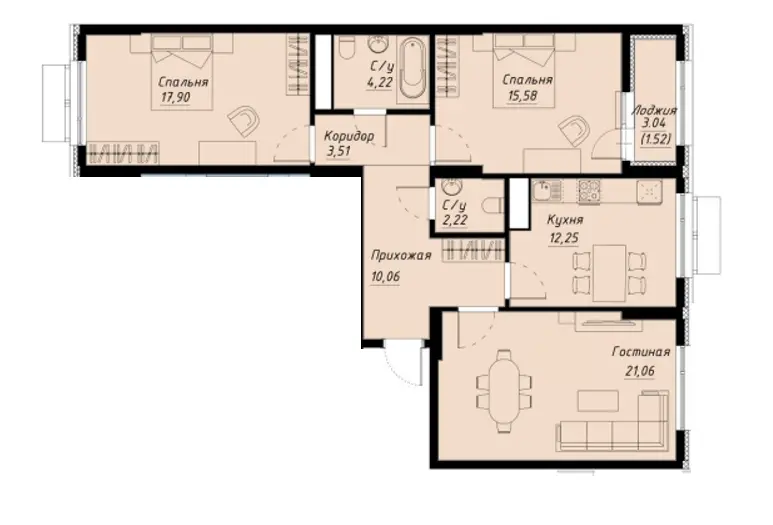 Спальня
17,90
С/у
4,22
Спальня
15,58
Лоджия
3.04
(1.52)
Коридор
3,51
С/у
2,22
Кухня
12,25
Прихожая
10,06
Гостиная
21,06